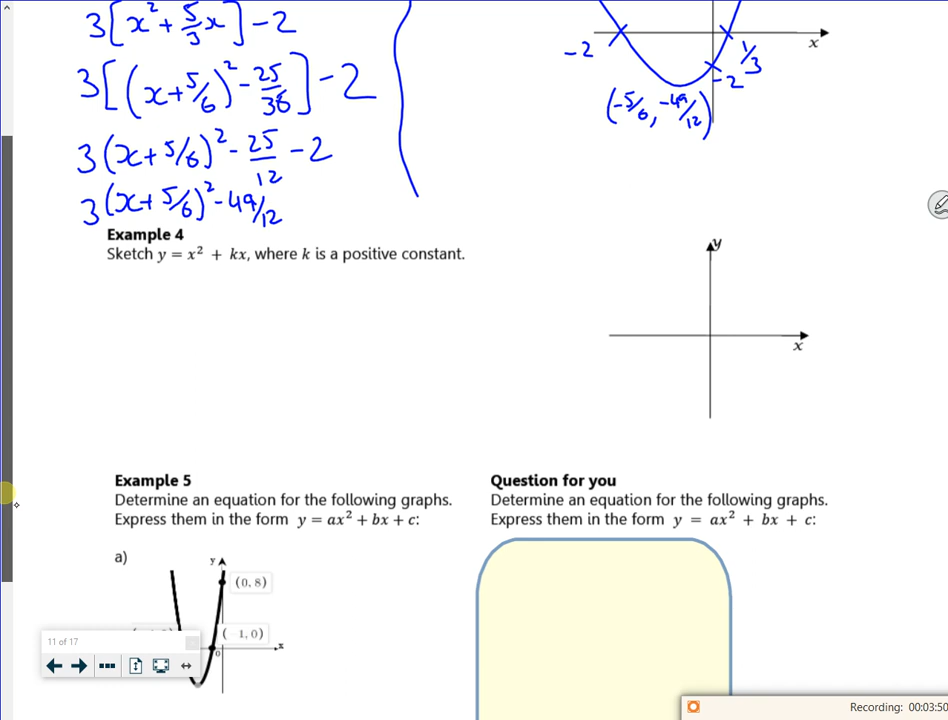 3[x² + 5/3 x] - 2
3[(x + 5/6)² - 25/36] - 2
3(x + 5/6)² - 25/12 - 2
3(x + 5/6)² - 49/12
-2
1/3
x
-2
(-5/6, -49/12)
Example 4
Sketch y = x² + kx, where k is a positive constant.
y
x
Example 5
Determine an equation for the following graphs.
Express them in the form y = ax² + bx + c:
a)
y
(0, 8)
( 1, 0)
0
x
Question for you
Determine an equation for the following graphs.
Express them in the form y = ax² + bx + c:
11 of 17
Recording: 00:03:50